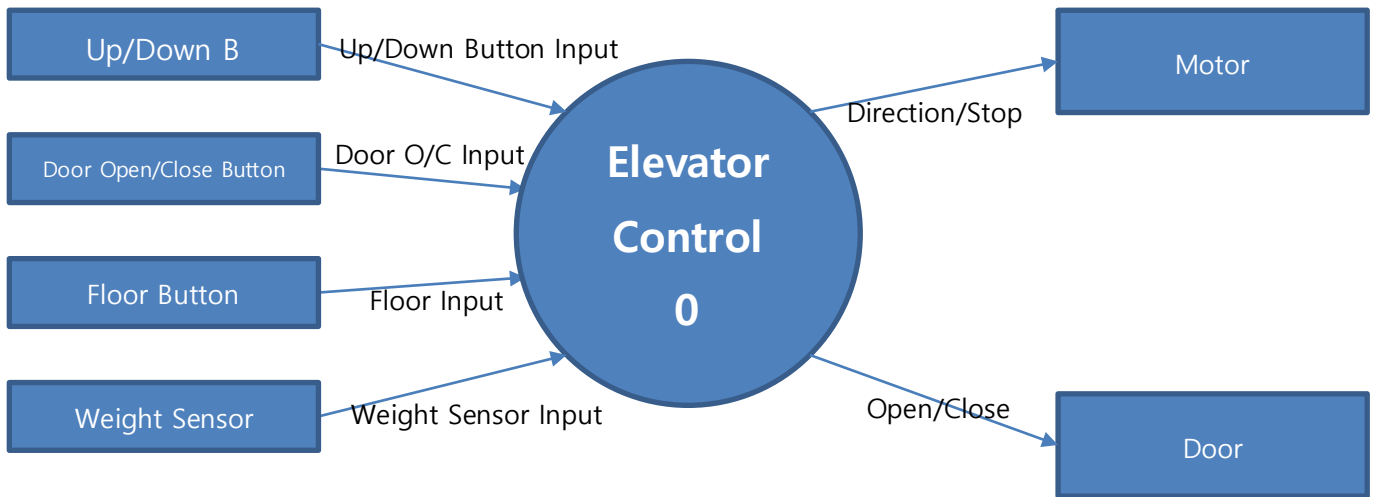 Up/Down B
Up/Down Button Input
Motor
Direction/Stop
Door Open/Close Button
Door O/C Input
Elevator
Control
0
Floor Button
Floor Input
Weight Sensor
Weight Sensor Input
Open/Close
Door